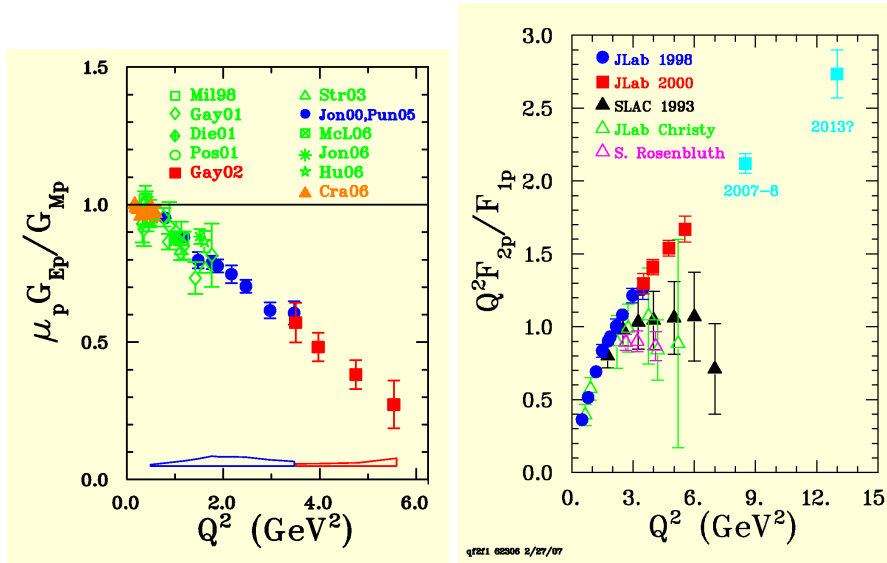 1.5
1.0
0.5
0.0
μpGEp/GMp
Mil98
Gay01
Die01
Pos01
Gay02
Str03
Jon00,Pun05
McL06
Jon06
Hu06
Cra06
0.0 2.0 4.0 6.0
Q² (GeV²)
3.0
2.5
2.0
1.5
1.0
0.5
0.0
Q²F2p/F1p
JLab 1998
JLab 2000
SLAC 1993
JLab Christy
S. Rosenbluth
2013?
2007-8
0. 3. 6. 9. 12. 15
Q² (GeV²)
qf2f1 62306 2/27/07